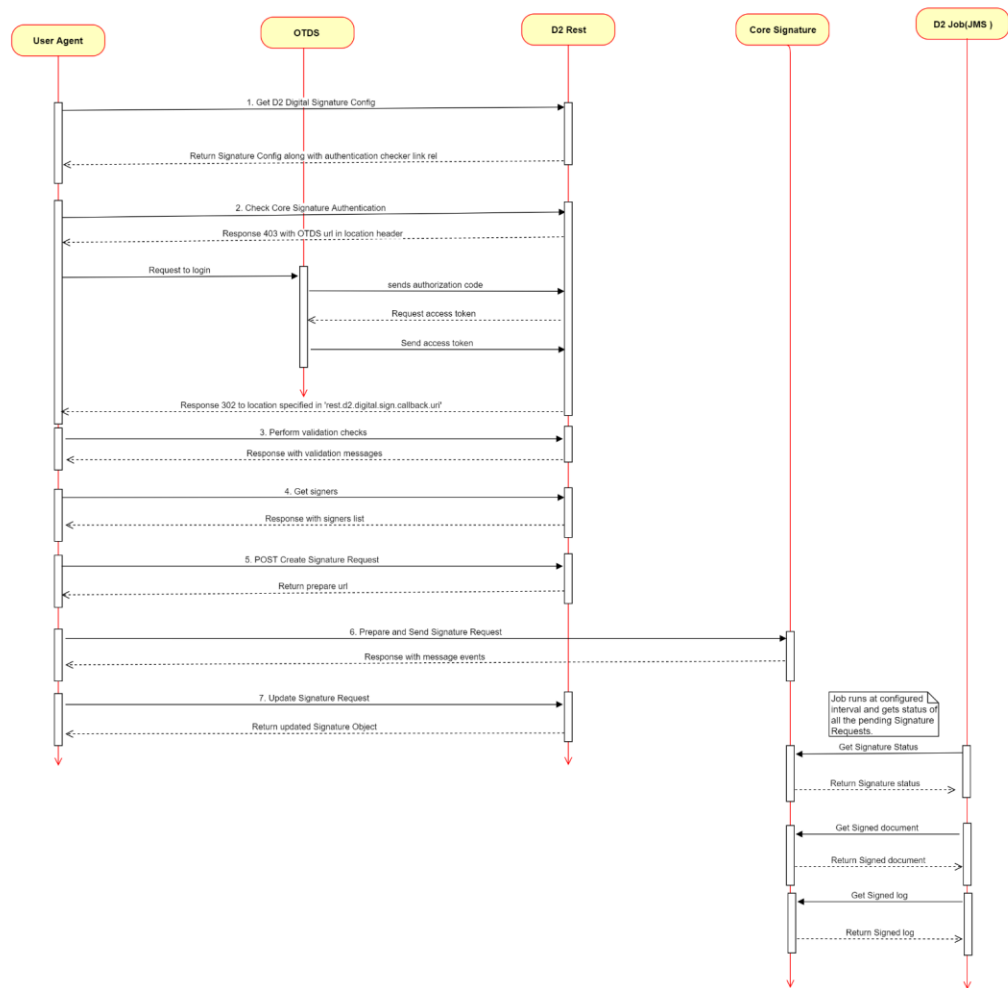 User Agent
OTDS
D2 Rest
Core Signature
D2 Job(JMS )
1. Get D2 Digital Signature Config
Return Signature Config along with authentication checker link rel
2. Check Core Signature Authentication
Response 403 with OTDS url in location header
Request to login
sends authorization code
Request access token
Send access token
Response 302 to location specified in 'rest.d2.digital.sign.callback.uri'
3. Perform validation checks
Response with validation messages
4. Get signers
Response with signers list
5. POST Create Signature Request
Return prepare url
6. Prepare and Send Signature Request
Response with message events
7. Update Signature Request
Return updated Signature Object
Job runs at configured
interval and gets status of
all the pending Signature
Requests.
Get Signature Status
Return Signature status
Get Signed document
Return Signed document
Get Signed log
Return Signed log